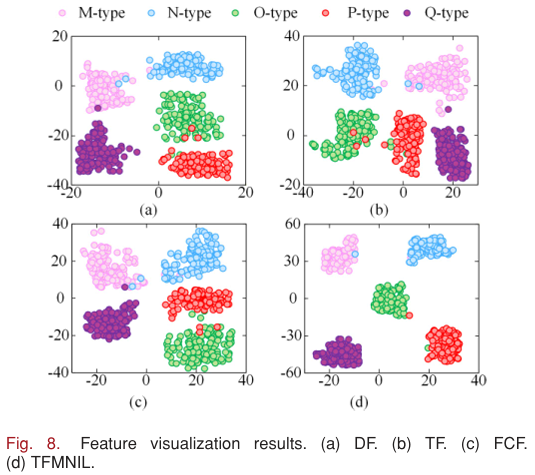 M-type N-type O-type P-type Q-type
20
0
-20
-40
-20 0 20
(a)
40
20
0
-20
-40 -20 0 20
(b)
40
20
0
-20
-40
-20 0 20 40
(c)
60
30
0
-30
-60
-20 0 20 40
(d)
Fig. 8. Feature visualization results. (a) DF. (b) TF. (c) FCF.
(d) TFMNIL.